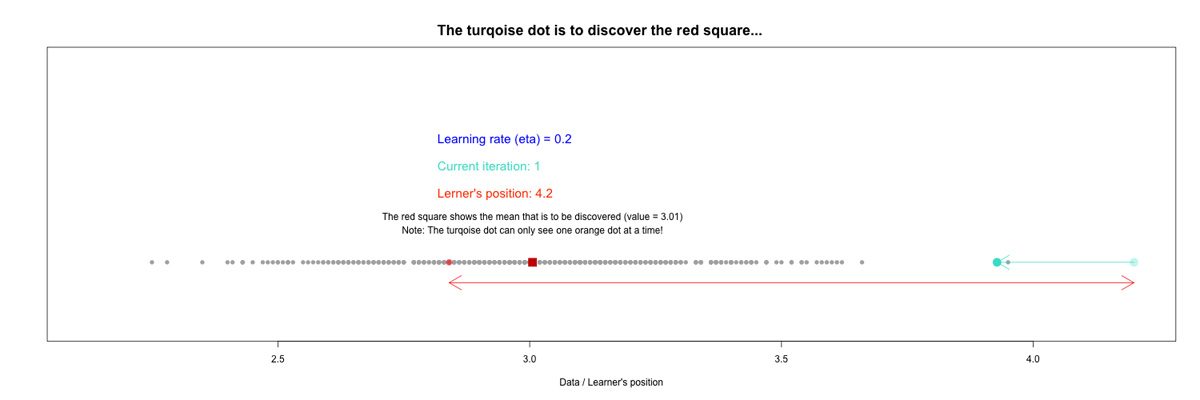 The turqoise dot is to discover the red square...
Learning rate (eta) = 0.2
Current iteration: 1
Lerner's position: 4.2
The red square shows the mean that is to be discovered (value = 3.01)
Note: The turqoise dot can only see one orange dot at a time!
2.5 3.0 3.5 4.0
Data / Learner's position